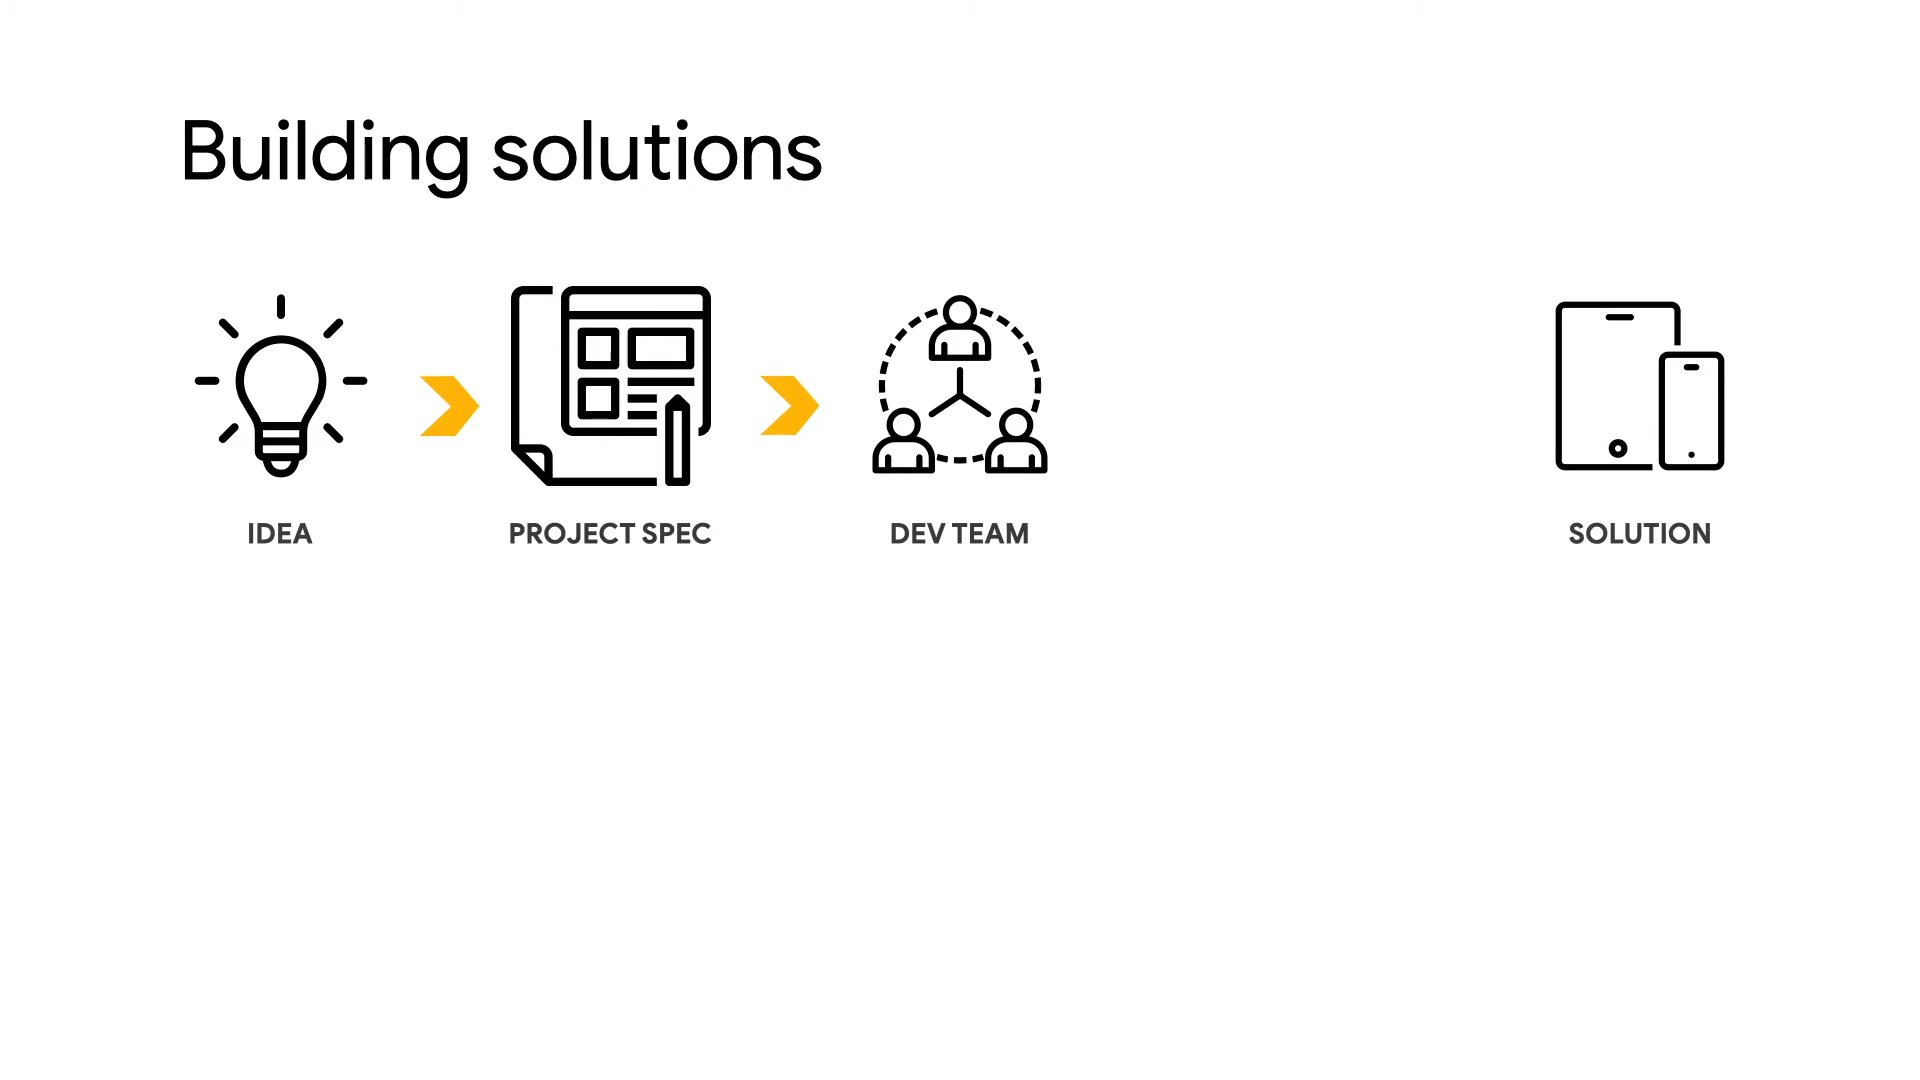 Building solutions
IDEA
PROJECT SPEC
DEV TEAM
SOLUTION